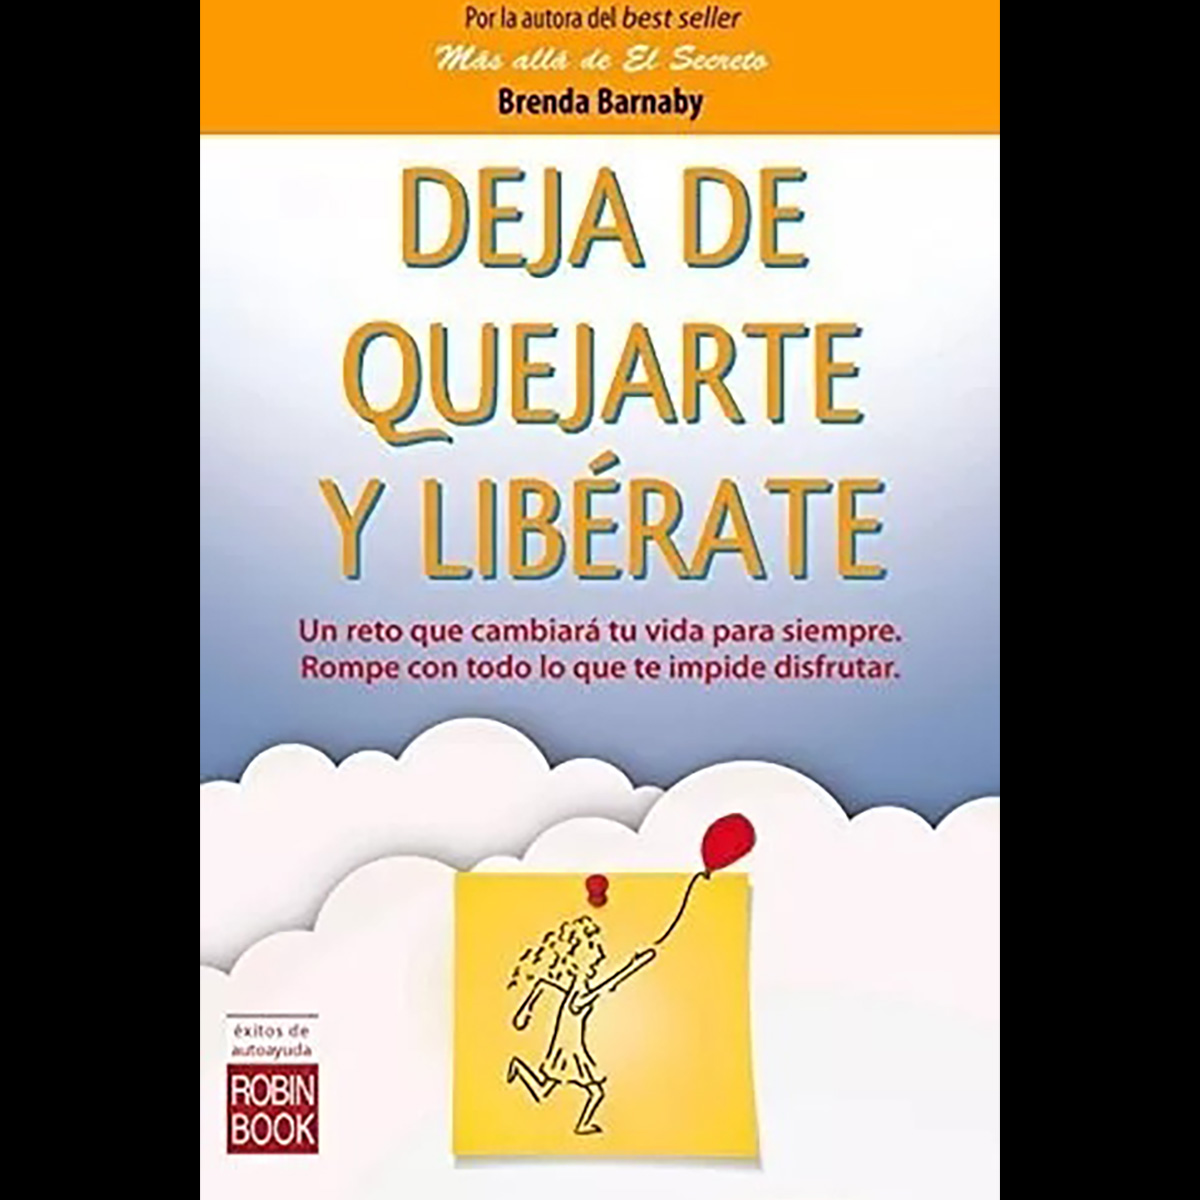 Por la autora del best seller
Más allá de El Secreto
Brenda Barnaby
DEJA DE
QUEJARTE
Y LIBÉRATE
Un reto que cambiará tu vida para siempre.
Rompe con todo lo que te impide disfrutar.
éxitos de
autoayuda
ROBIN
BOOK